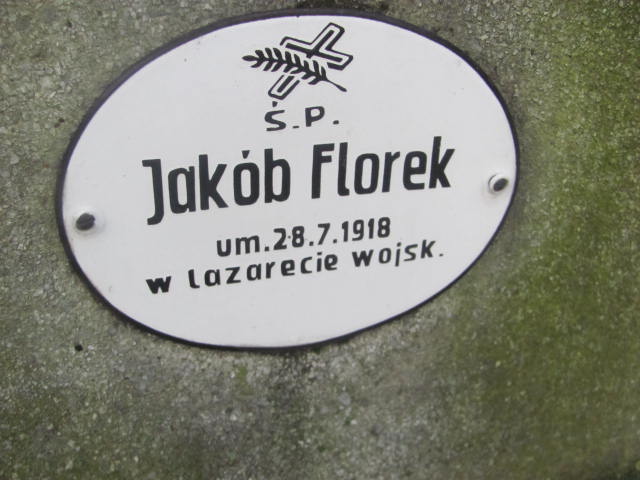 Ś.P.
Jakób Florek
um.28.7.1918
w lazarecie wojsk.